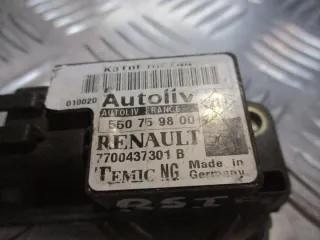 010020
Autoliv
AUTOLIV FRANCE
550 75 98 00
RENAULT
7700437301 B
TEMIC NG Made in
Germany